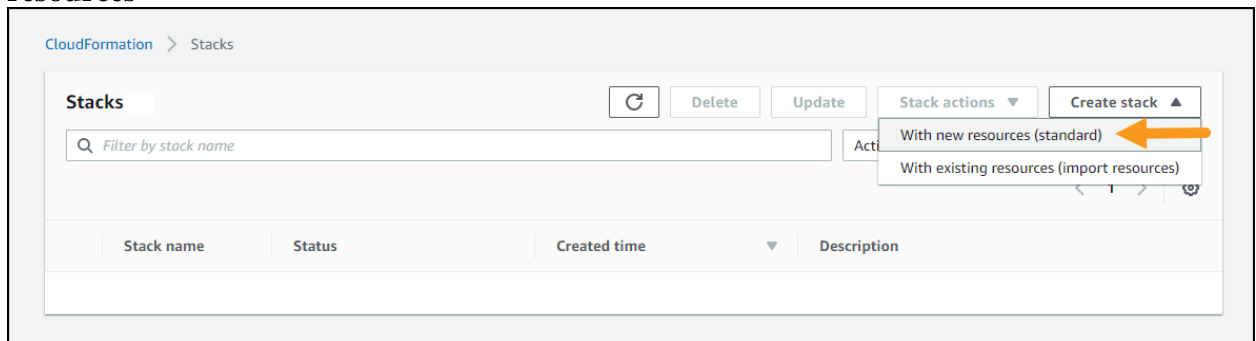 resources
CloudFormation > Stacks
Stacks
Delete
Update
Stack actions
Create stack
Filter by stack name
Acti
With new resources (standard)
With existing resources (import resources)
< 1 >
Stack name
Status
Created time
Description